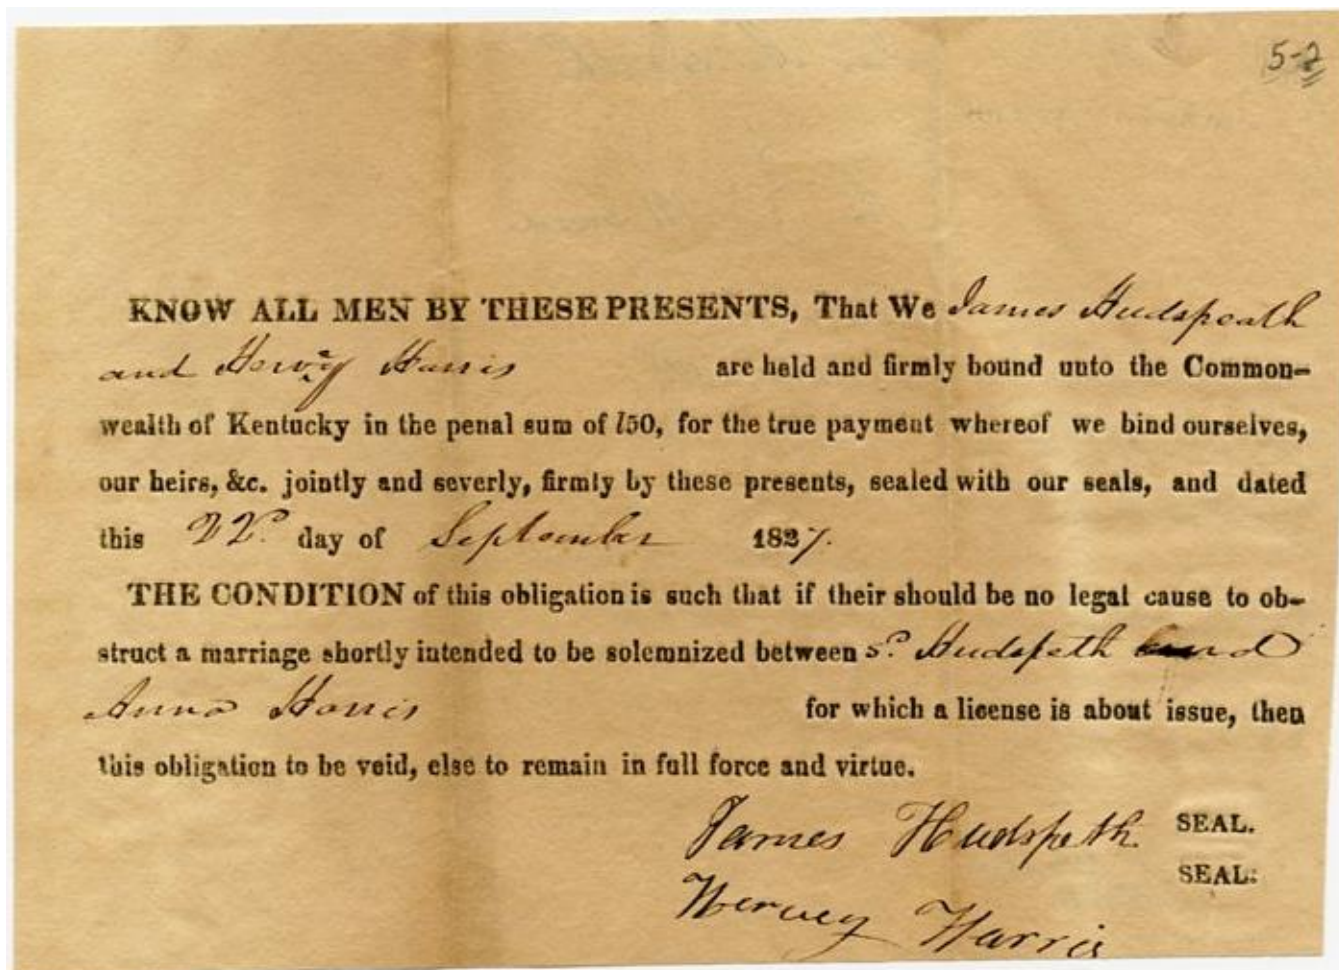 5-2
KNOW ALL MEN BY THESE PRESENTS, That We James Hudspeath
and Hervey Harris are held and firmly bound unto the Common-
wealth of Kentucky in the penal sum of l50, for the true payment whereof we bind ourselves,
our heirs, &c. jointly and severly, firmly by these presents, sealed with our seals, and dated
this 22d day of September 1827.
THE CONDITION of this obligation is such that if their should be no legal cause to ob-
struct a marriage shortly intended to be solemnized between sd Hudspeth and
Anna Harris for which a license is about issue, then
this obligation to be void, else to remain in full force and virtue.
James Hudspeth SEAL.
Hervey Harris SEAL.